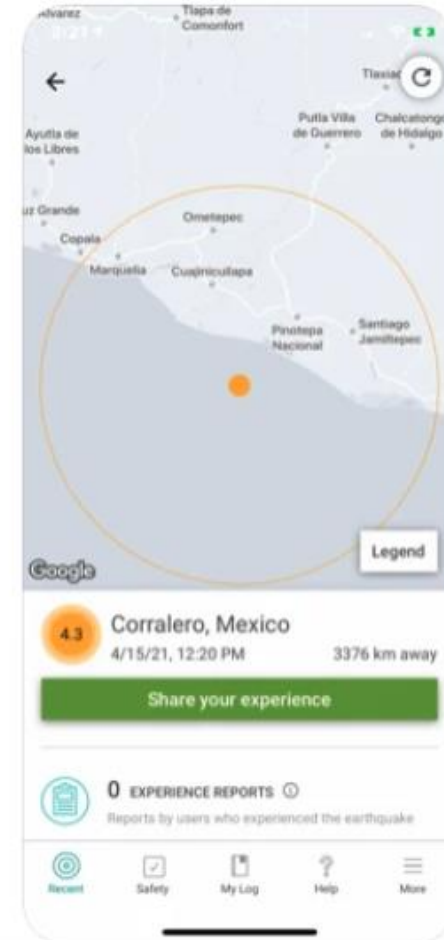 Alvarez
Tlapa de
Comonfort
Putla Villa
de Guerrero
Chalcatongo
de Hidalgo
Ayutla de
los Libres
uz Grande
Copala
Ometepec
Marquelia
Cuajinicuilapa
Pinotepa
Nacional
Santiago
Jamiltepec
Google
Legend
4.3
Corralero, Mexico
4/15/21, 12:20 PM
3376 km away
Share your experience
0 EXPERIENCE REPORTS
Reports by users who experienced the earthquake
Recent
Safety
My Log
Help
More